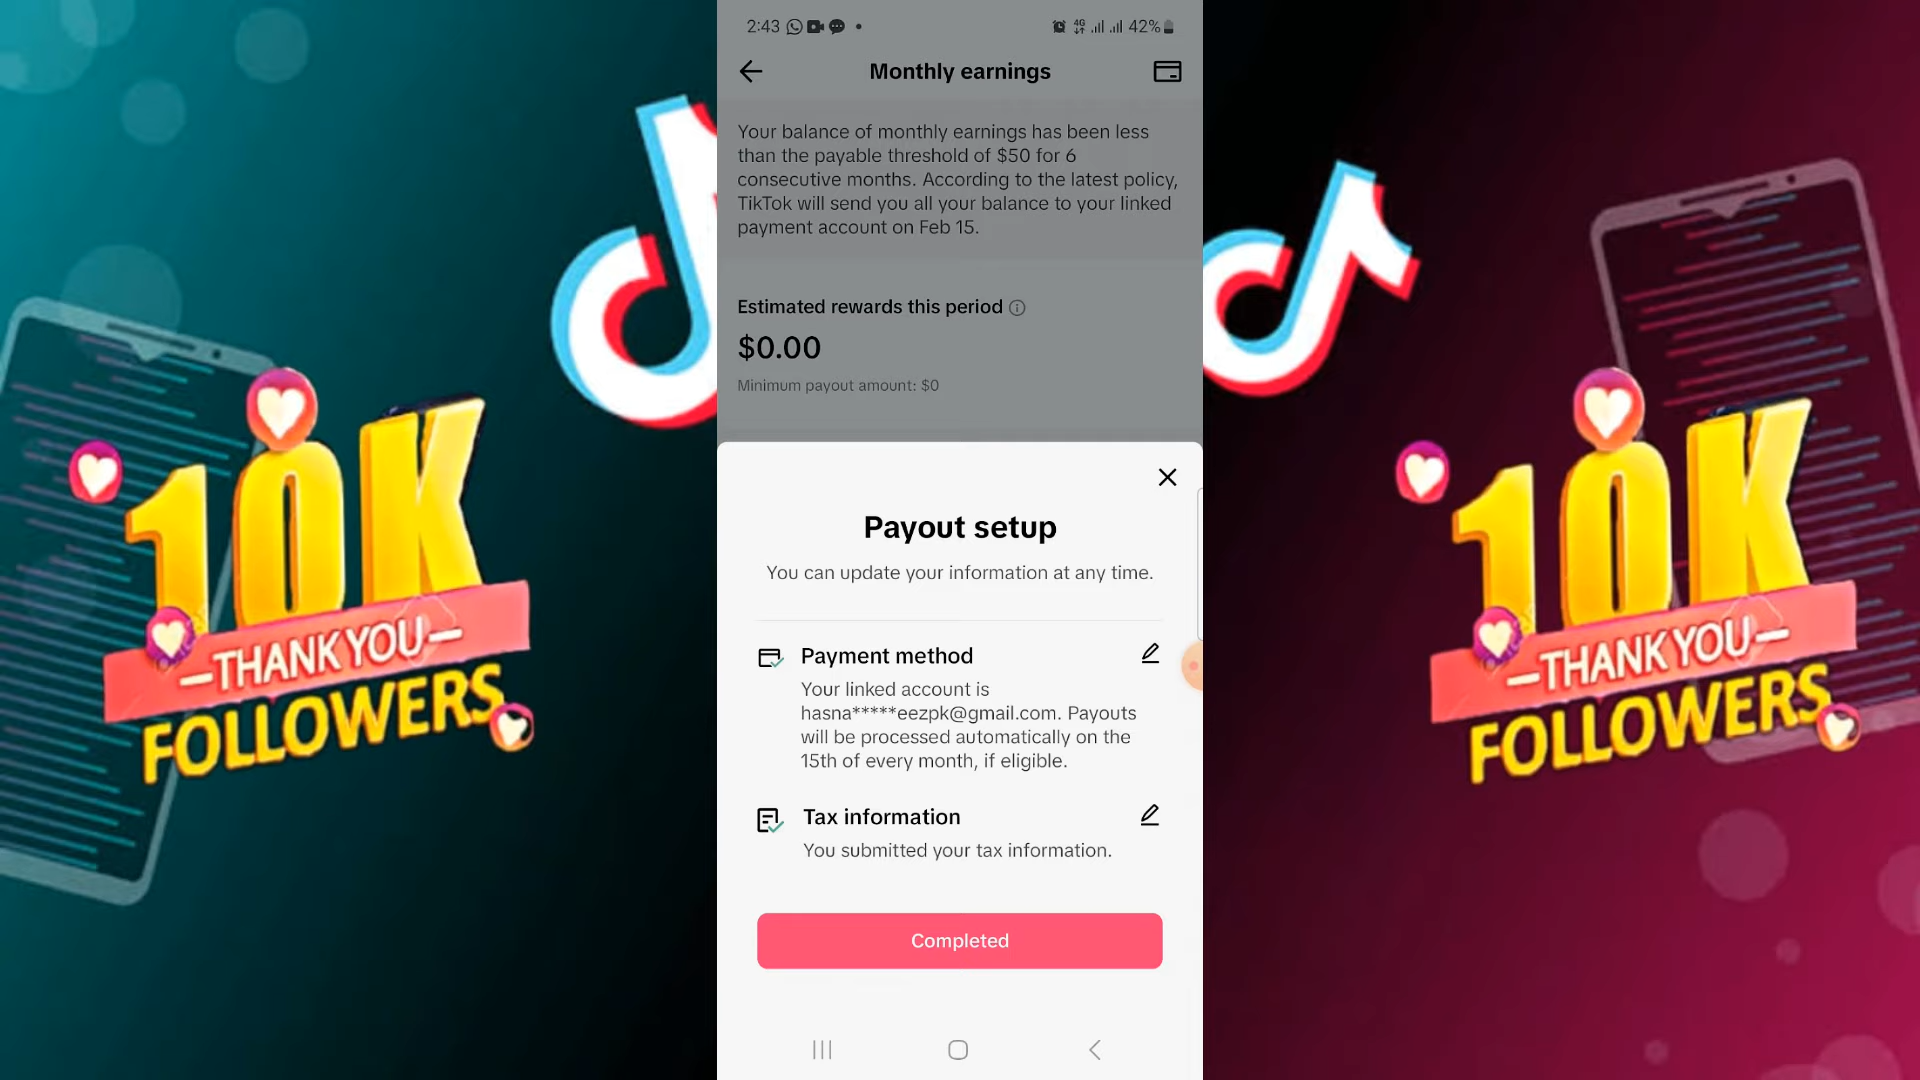 2:43
4G
42%
Monthly earnings
Your balance of monthly earnings has been less
than the payable threshold of $50 for 6
consecutive months. According to the latest policy,
TikTok will send you all your balance to your linked
payment account on Feb 15.
Estimated rewards this period
$0.00
Minimum payout amount: $0
Payout setup
You can update your information at any time.
Payment method
Your linked account is
hasna*****eezpk@gmail.com. Payouts
will be processed automatically on the
15th of every month, if eligible.
Tax information
You submitted your tax information.
Completed
10K
THANK YOU
FOLLOWERS
10K
THANK YOU
FOLLOWERS